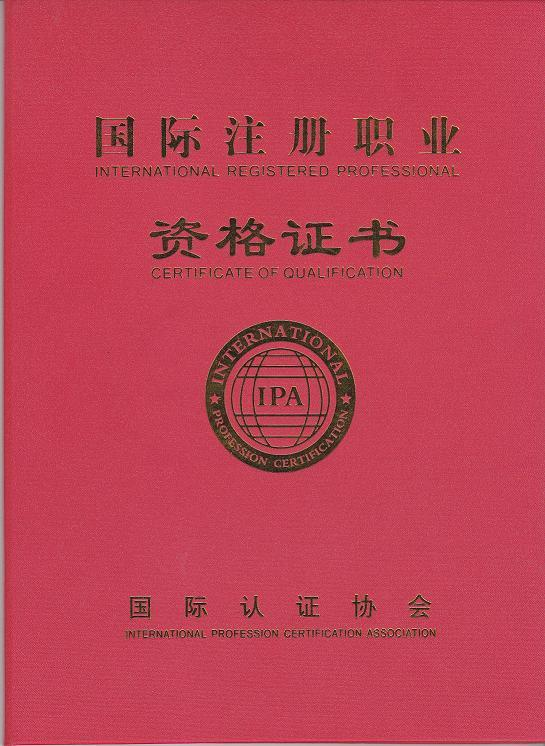 国际注册职业
INTERNATIONAL REGISTERED PROFESSIONAL
资格证书
CERTIFICATE OF QUALIFICATION
INTERNATIONAL
IPA
PROFESSION CERTIFICATION
国际认证协会
INTERNATIONAL PROFESSION CERTIFICATION ASSOCIATION